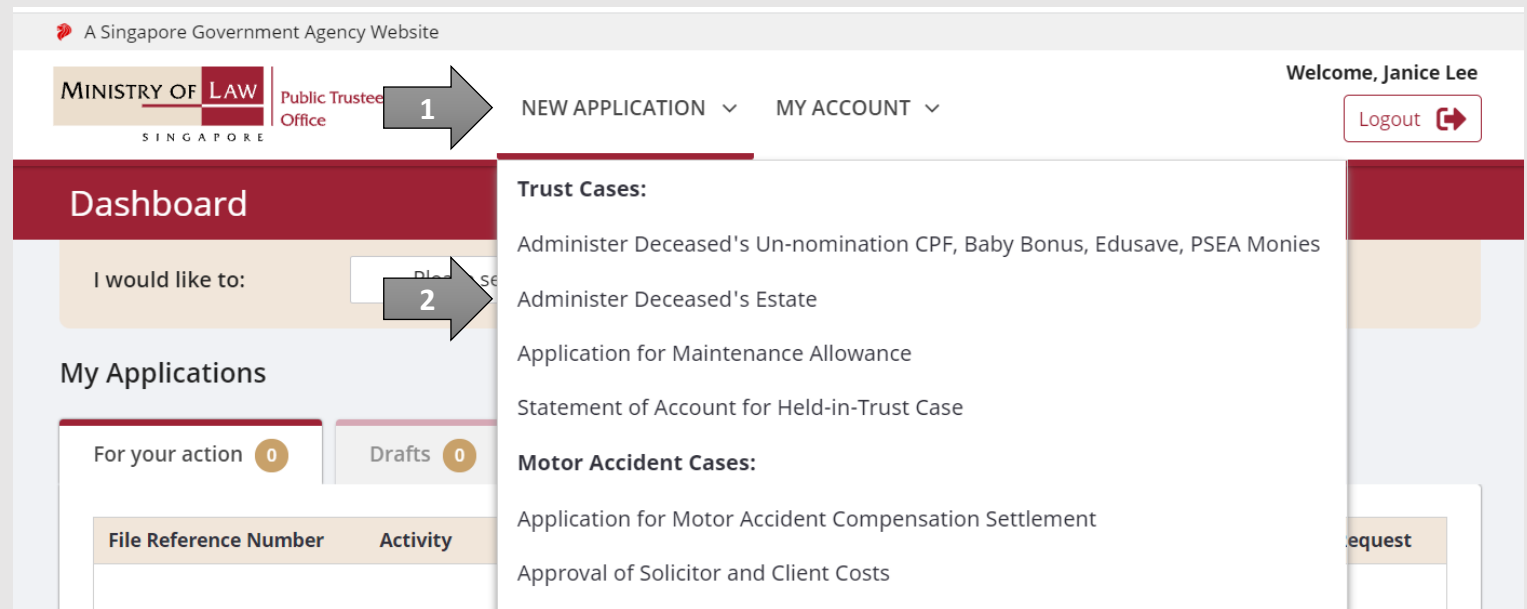 A Singapore Government Agency Website
MINISTRY OF LAW
SINGAPORE
Public Trustee
Office
1
NEW APPLICATION
MY ACCOUNT
Welcome, Janice Lee
Logout
Dashboard
Trust Cases:
Administer Deceased's Un-nomination CPF, Baby Bonus, Edusave, PSEA Monies
I would like to:
2
Administer Deceased's Estate
My Applications
Application for Maintenance Allowance
Statement of Account for Held-in-Trust Case
For your action 0
Drafts 0
Motor Accident Cases:
Application for Motor Accident Compensation Settlement
File Reference Number Activity
Approval of Solicitor and Client Costs